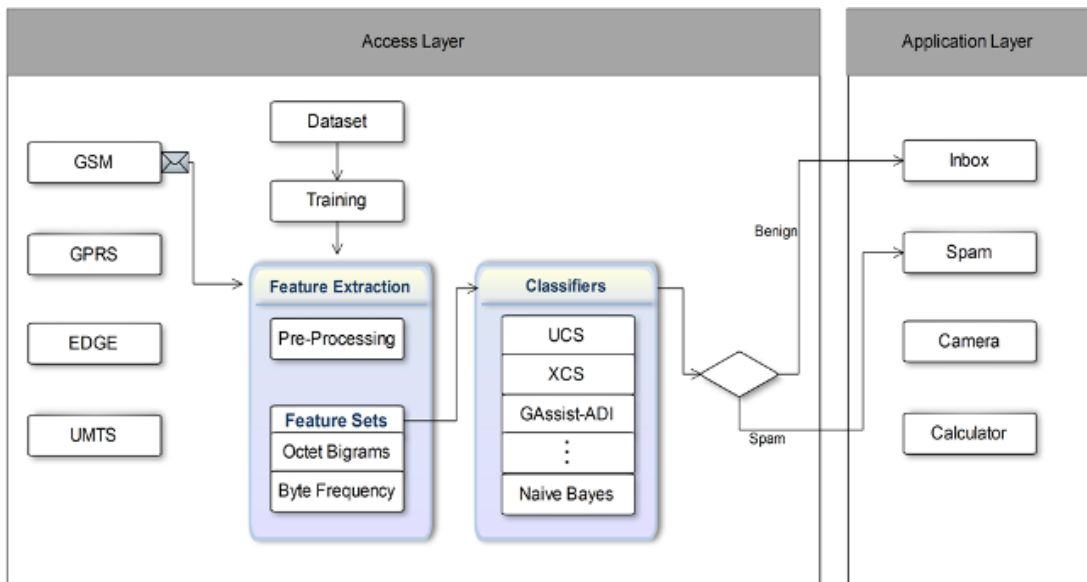 Access Layer
Application Layer
Dataset
GSM
Training
GPRS
EDGE
UMTS
Feature Extraction
Pre-Processing
Feature Sets
Octet Bigrams
Byte Frequency
Classifiers
UCS
XCS
GAssist-ADI
⋮
Naive Bayes
Benign
Spam
Inbox
Spam
Camera
Calculator